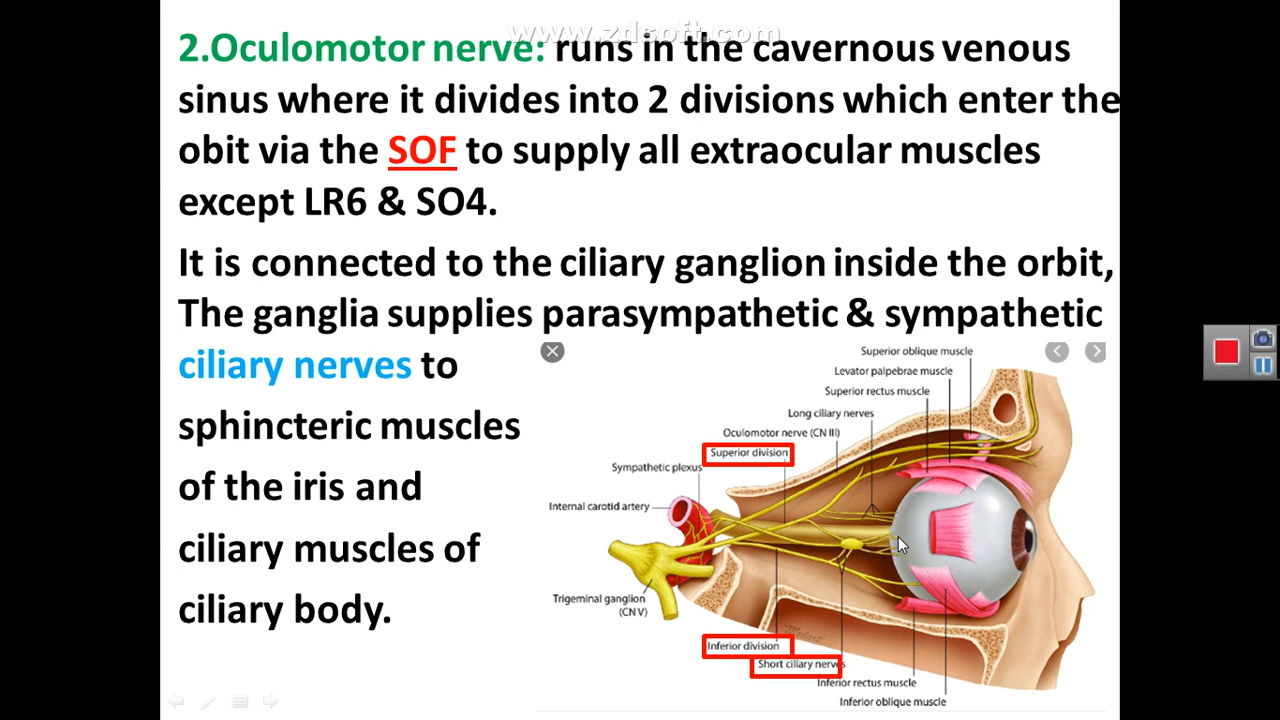 www.zdsoft.com
2.Oculomotor nerve: runs in the cavernous venous
sinus where it divides into 2 divisions which enter the
obit via the SOF to supply all extraocular muscles
except LR6 & SO4.
It is connected to the ciliary ganglion inside the orbit,
The ganglia supplies parasympathetic & sympathetic
ciliary nerves to
sphincteric muscles
of the iris and
ciliary muscles of
ciliary body.
Superior oblique muscle
Levator palpebrae muscle
Superior rectus muscle
Long ciliary nerves
Oculomotor nerve (CN III)
Superior division
Sympathetic plexus
Internal carotid artery
Trigeminal ganglion
(CN V)
Inferior division
Short ciliary nerves
Inferior rectus muscle
Inferior oblique muscle